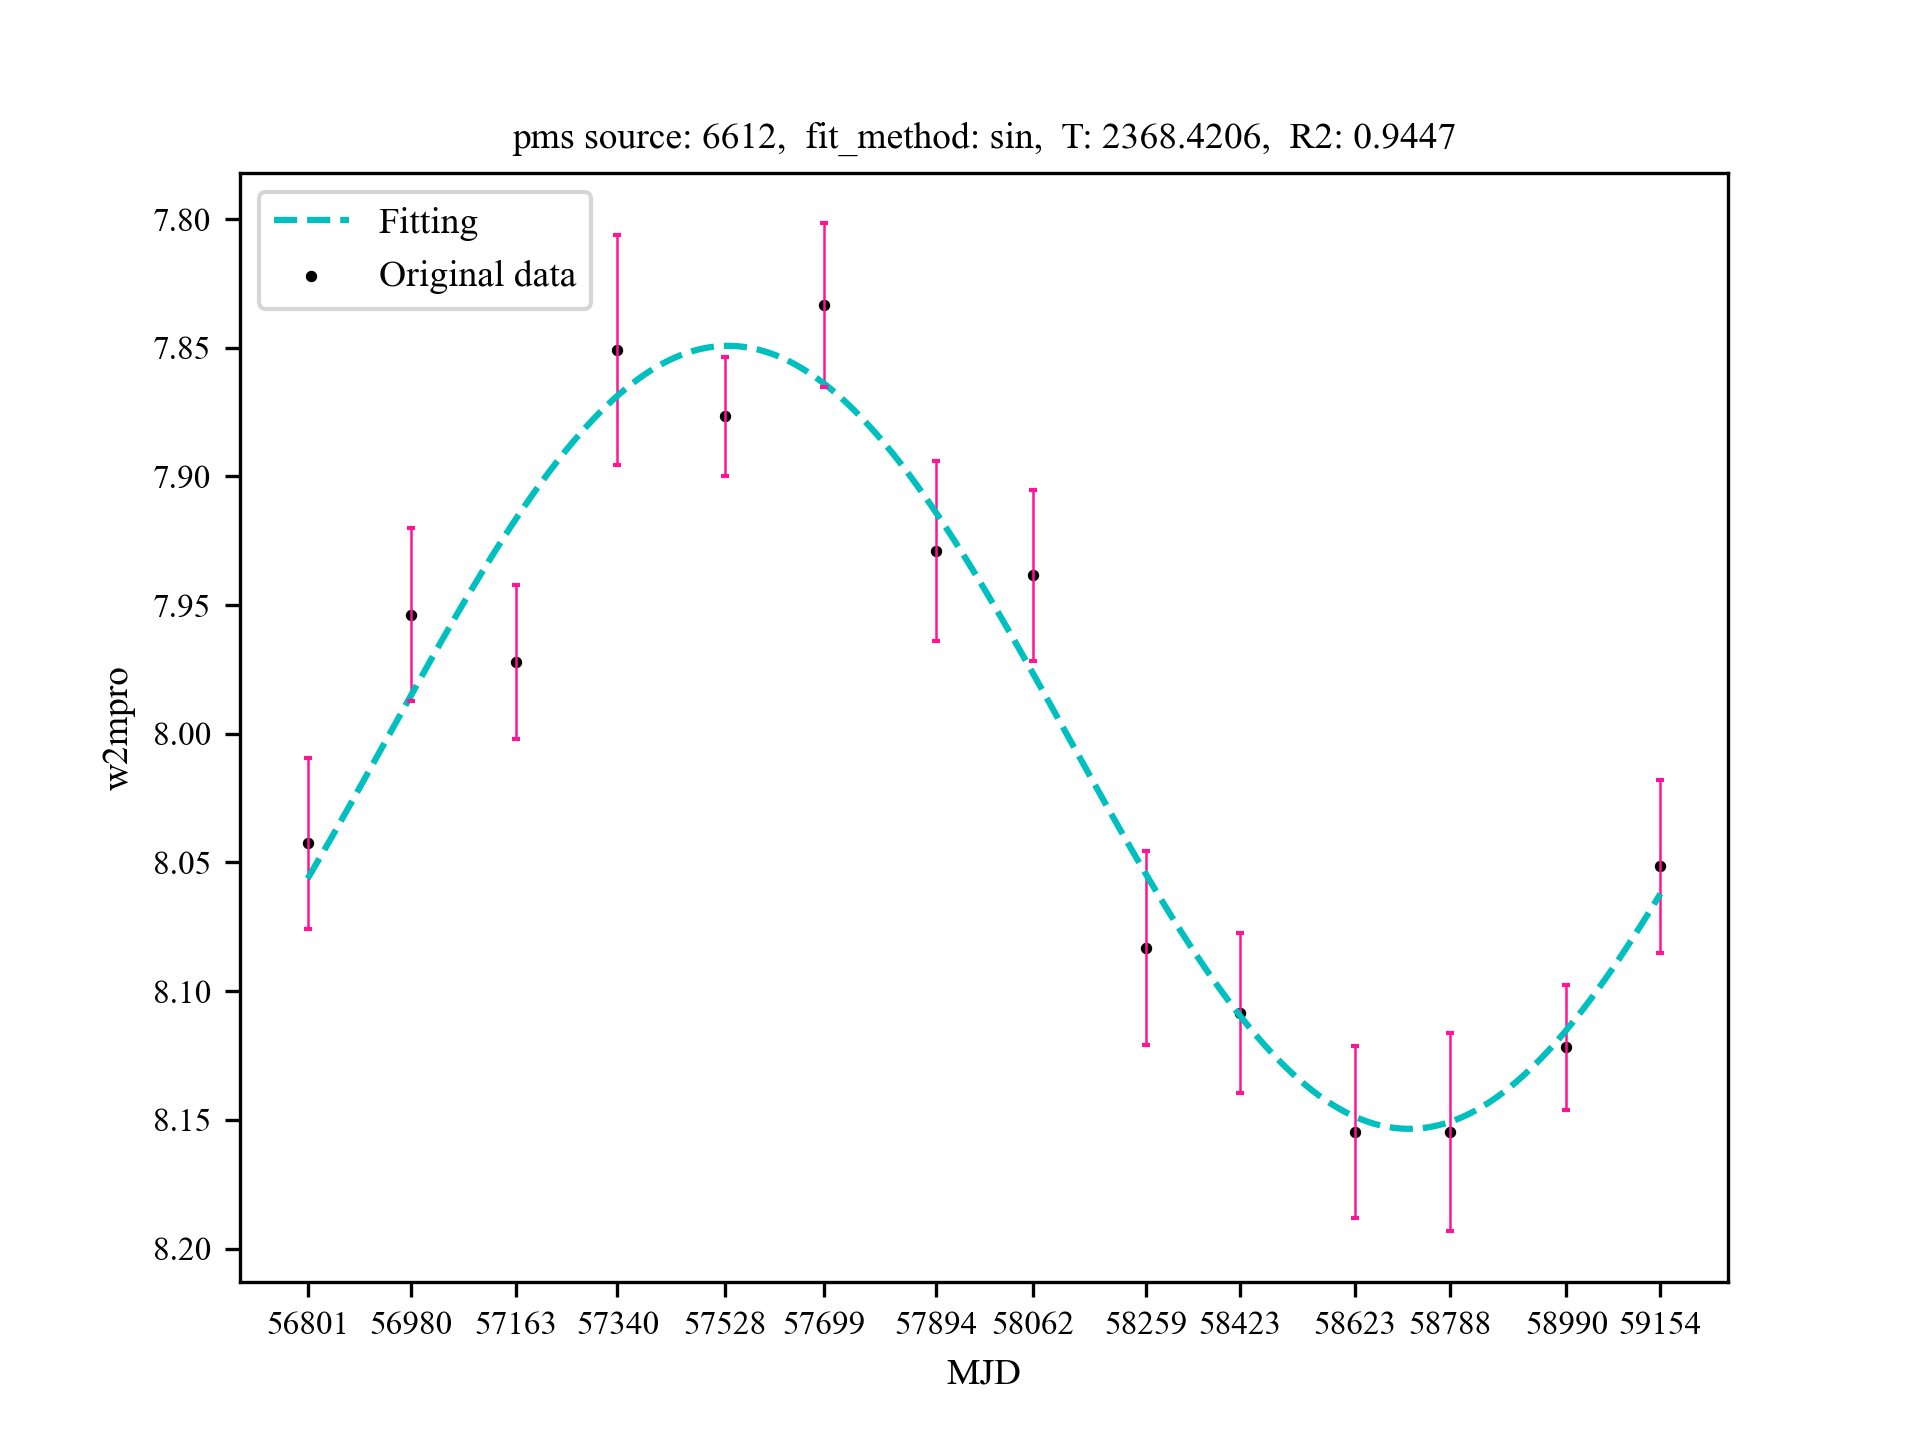 pms source: 6612, fit_method: sin, T: 2368.4206, R2: 0.9447
Fitting
Original data
7.80
7.85
7.90
7.95
8.00
8.05
8.10
8.15
8.20
w2mpro
56801 56980 57163 57340 57528 57699 57894 58062 58259 58423 58623 58788 58990 59154
MJD